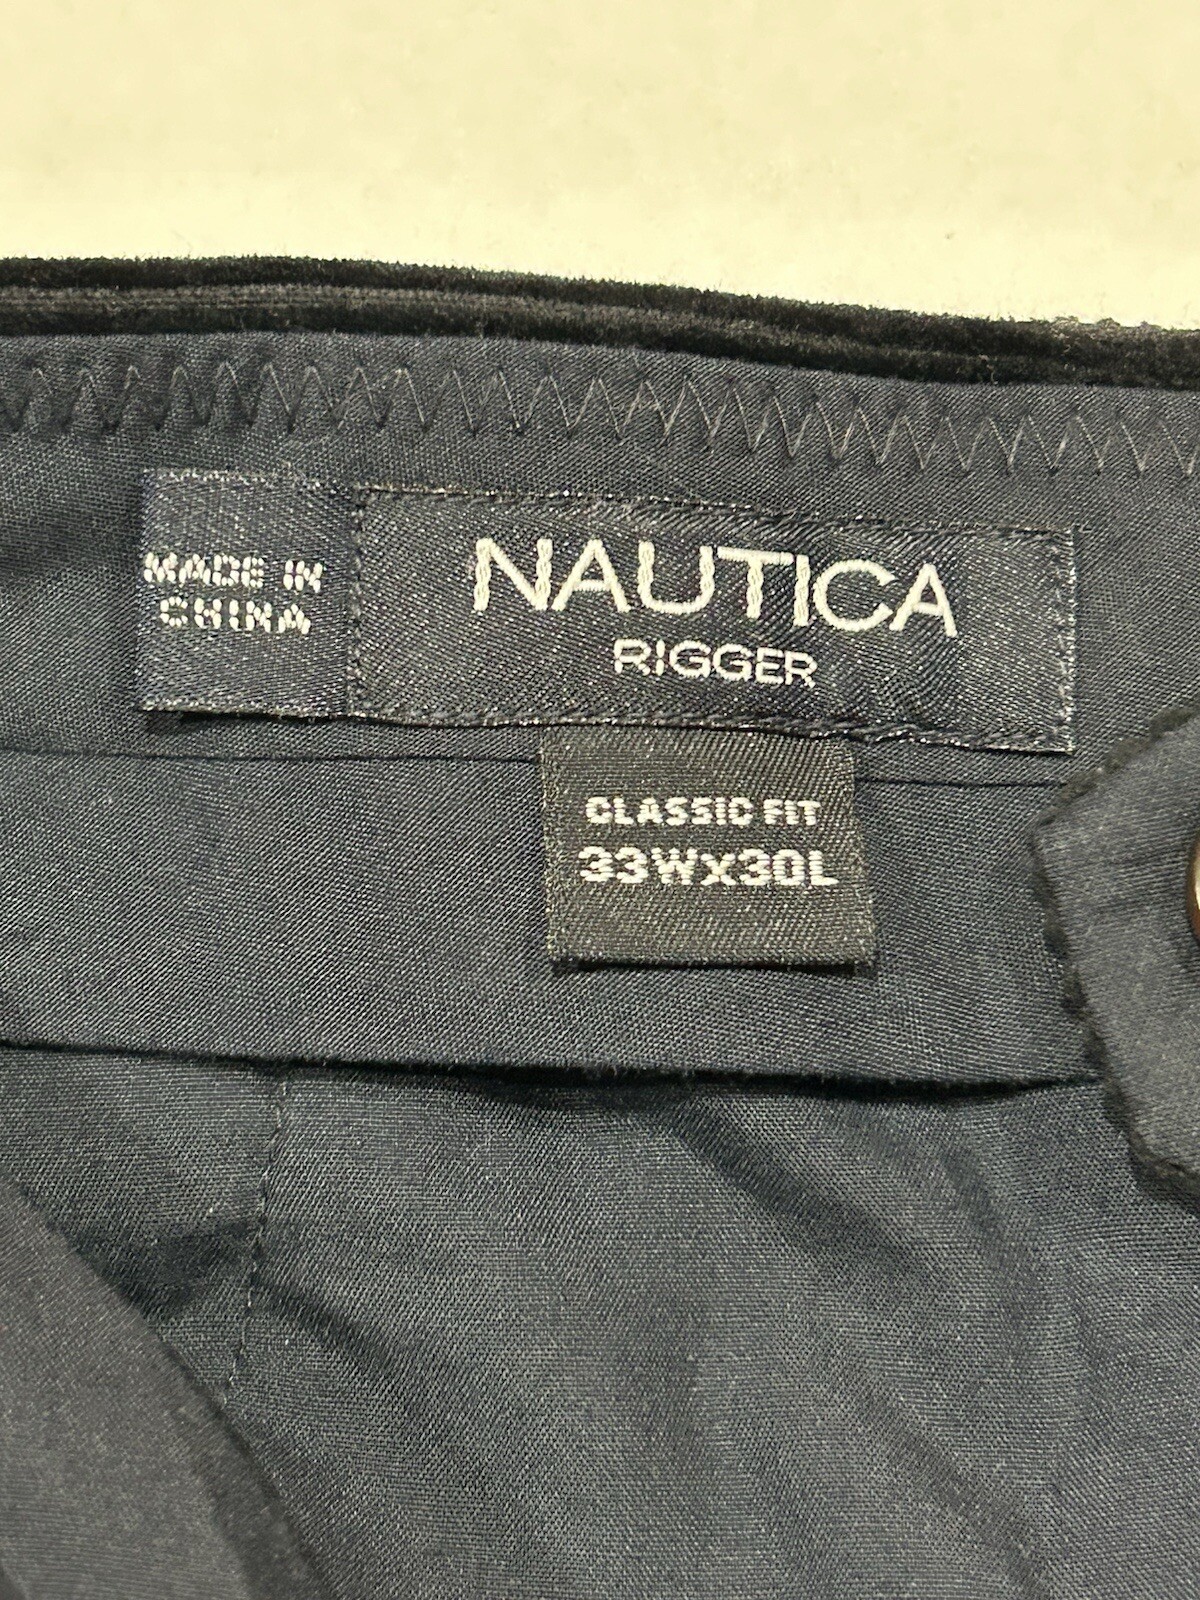 MADE IN
CHINA
NAUTICA
RIGGER
CLASSIC FIT
33Wx30L